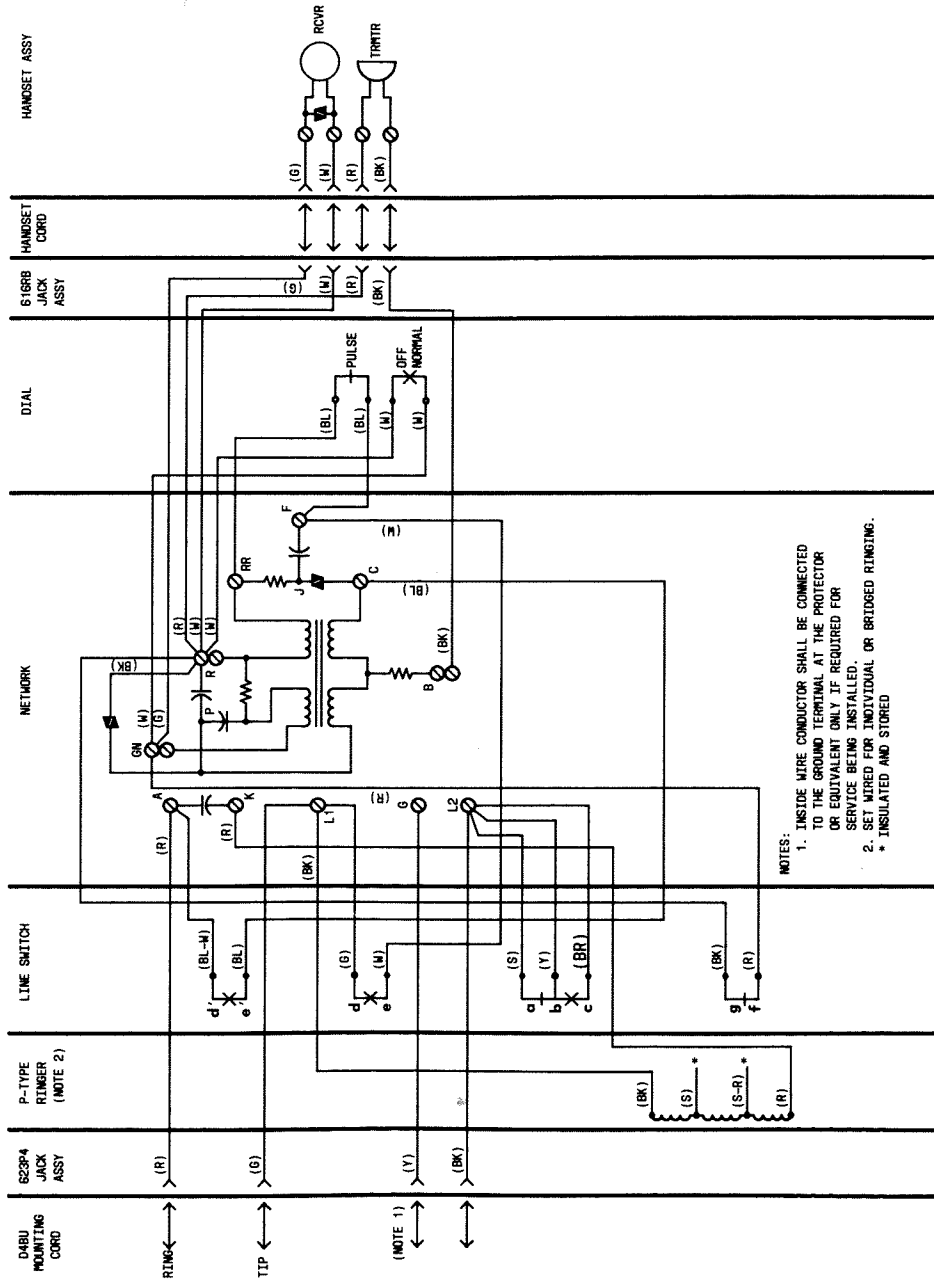 D4BU
MOUNTING
CORD
623P4
JACK
ASSY
P-TYPE
RINGER
(NOTE 2)
LINE SWITCH
NETWORK
DIAL
616RB
JACK
ASSY
HANDSET
CORD
HANDSET ASSY
RING
(R)
(R)
A
(BL-W)
d'
e'
(BL)
K
(R)
TIP
(G)
L1
(BK)
(G)
d
e
(W)
(NOTE 1)
(Y)
G
(R)
(BK)
L2
(S)
a
(Y)
b
(BR)
c
(BK)
g
f
(R)
(BK)
(S)
*
(S-R)
*
(R)
GN
(W)
(G)
P
(BK)
R
(R)
(W)
(W)
B
(BK)
RR
J
C
(BL)
F
(W)
(BL)
PULSE
(BL)
(W)
OFF
NORMAL
(W)
(G)
(W)
(R)
(BK)
(G)
(W)
(R)
(BK)
RCVR
TRMTR
NOTES:
1. INSIDE WIRE CONDUCTOR SHALL BE CONNECTED
TO THE GROUND TERMINAL AT THE PROTECTOR
OR EQUIVALENT ONLY IF REQUIRED FOR
SERVICE BEING INSTALLED.
2. SET WIRED FOR INDIVIDUAL OR BRIDGED RINGING.
* INSULATED AND STORED